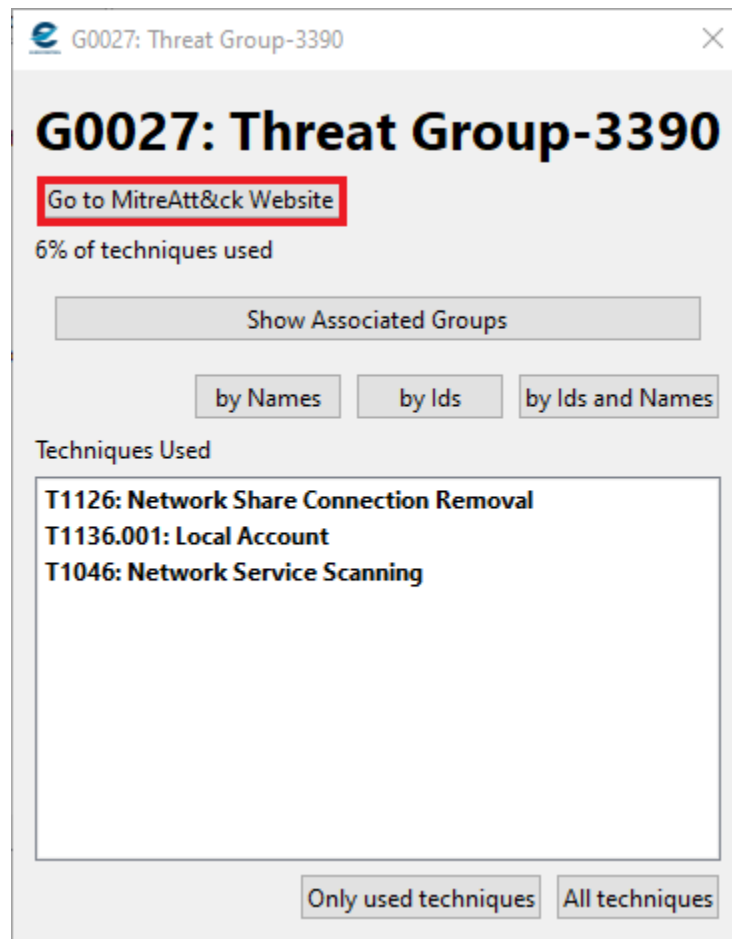 G0027: Threat Group-3390
G0027: Threat Group-3390
Go to MitreAtt&ck Website
6% of techniques used
Show Associated Groups
by Names by Ids by Ids and Names
Techniques Used
T1126: Network Share Connection Removal
T1136.001: Local Account
T1046: Network Service Scanning
Only used techniques All techniques